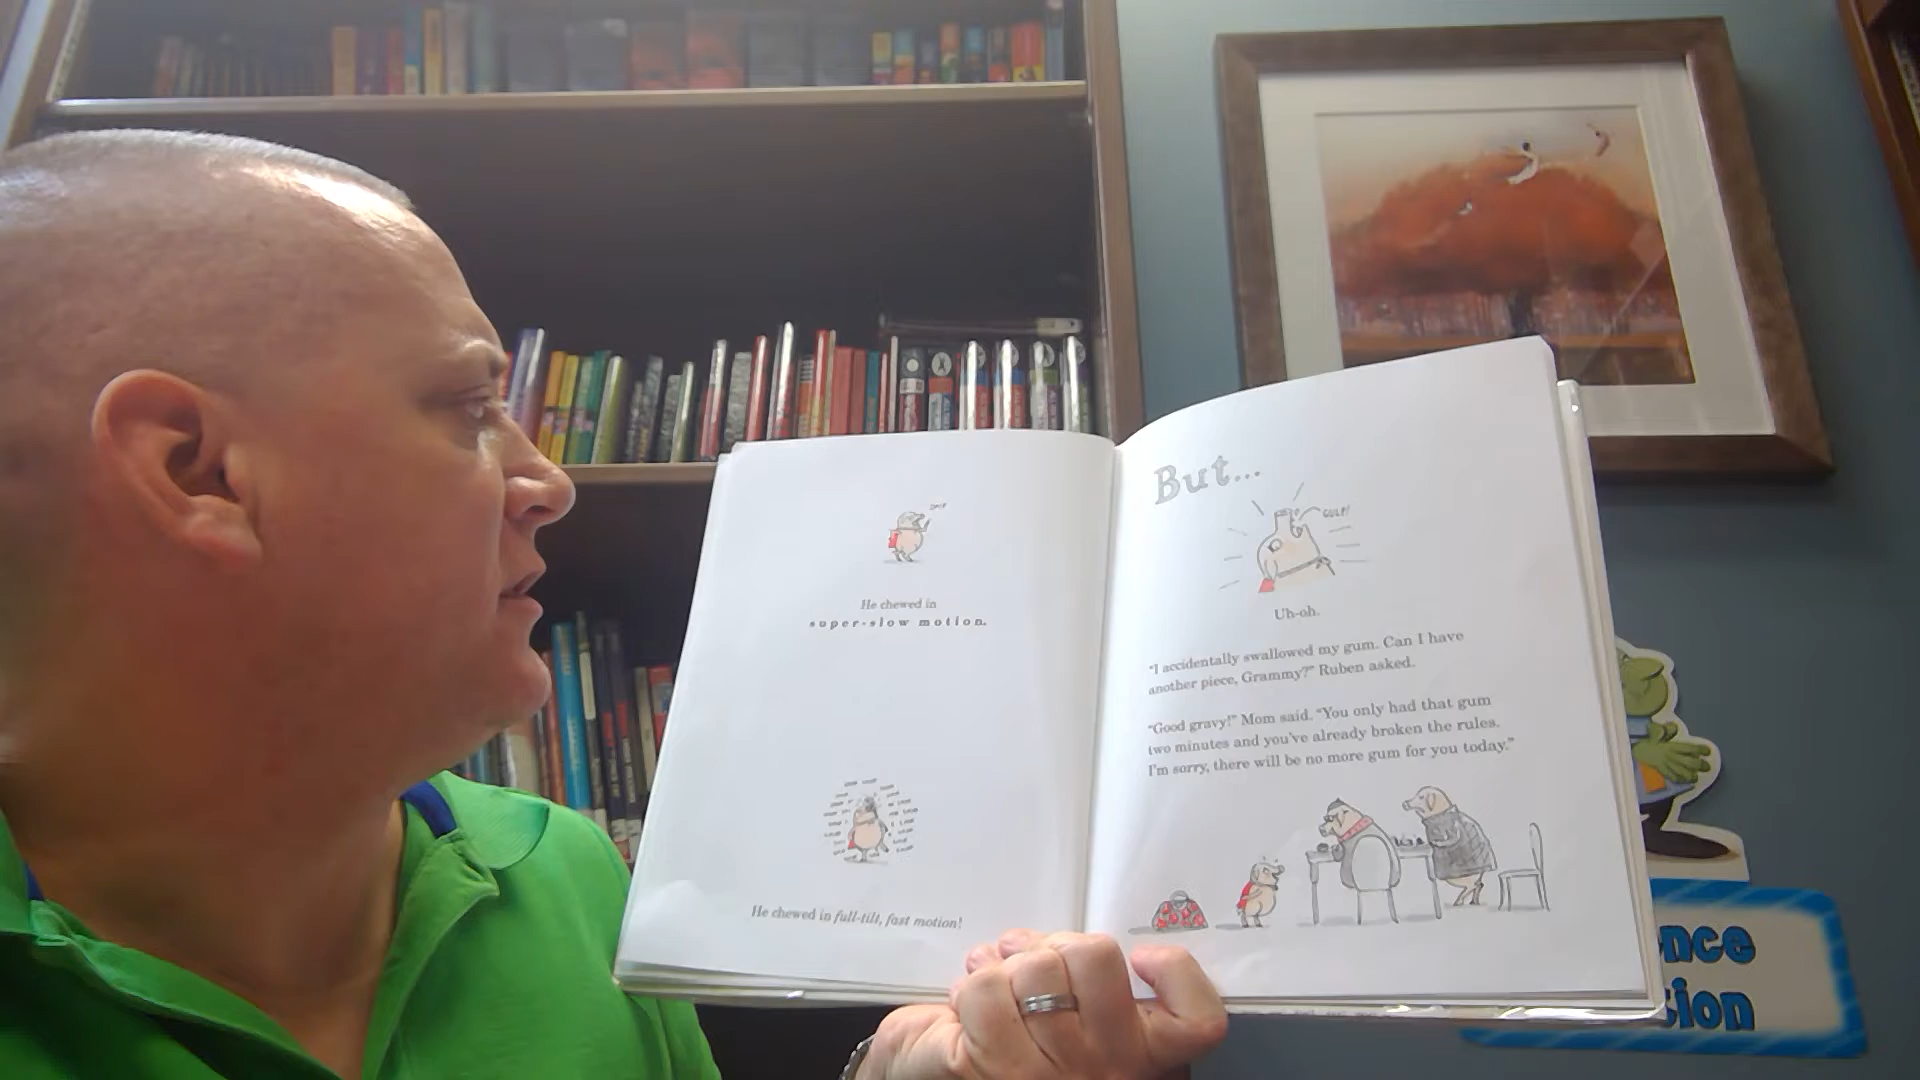 He chewed in
super-slow motion.
He chewed in full-tilt, fast motion!
But...
GULP!
Uh-oh.
"I accidentally swallowed my gum. Can I have
another piece, Grammy?" Ruben asked.
"Good gravy!" Mom said. "You only had that gum
two minutes and you've already broken the rules.
I'm sorry, there will be no more gum for you today."
nce
tion